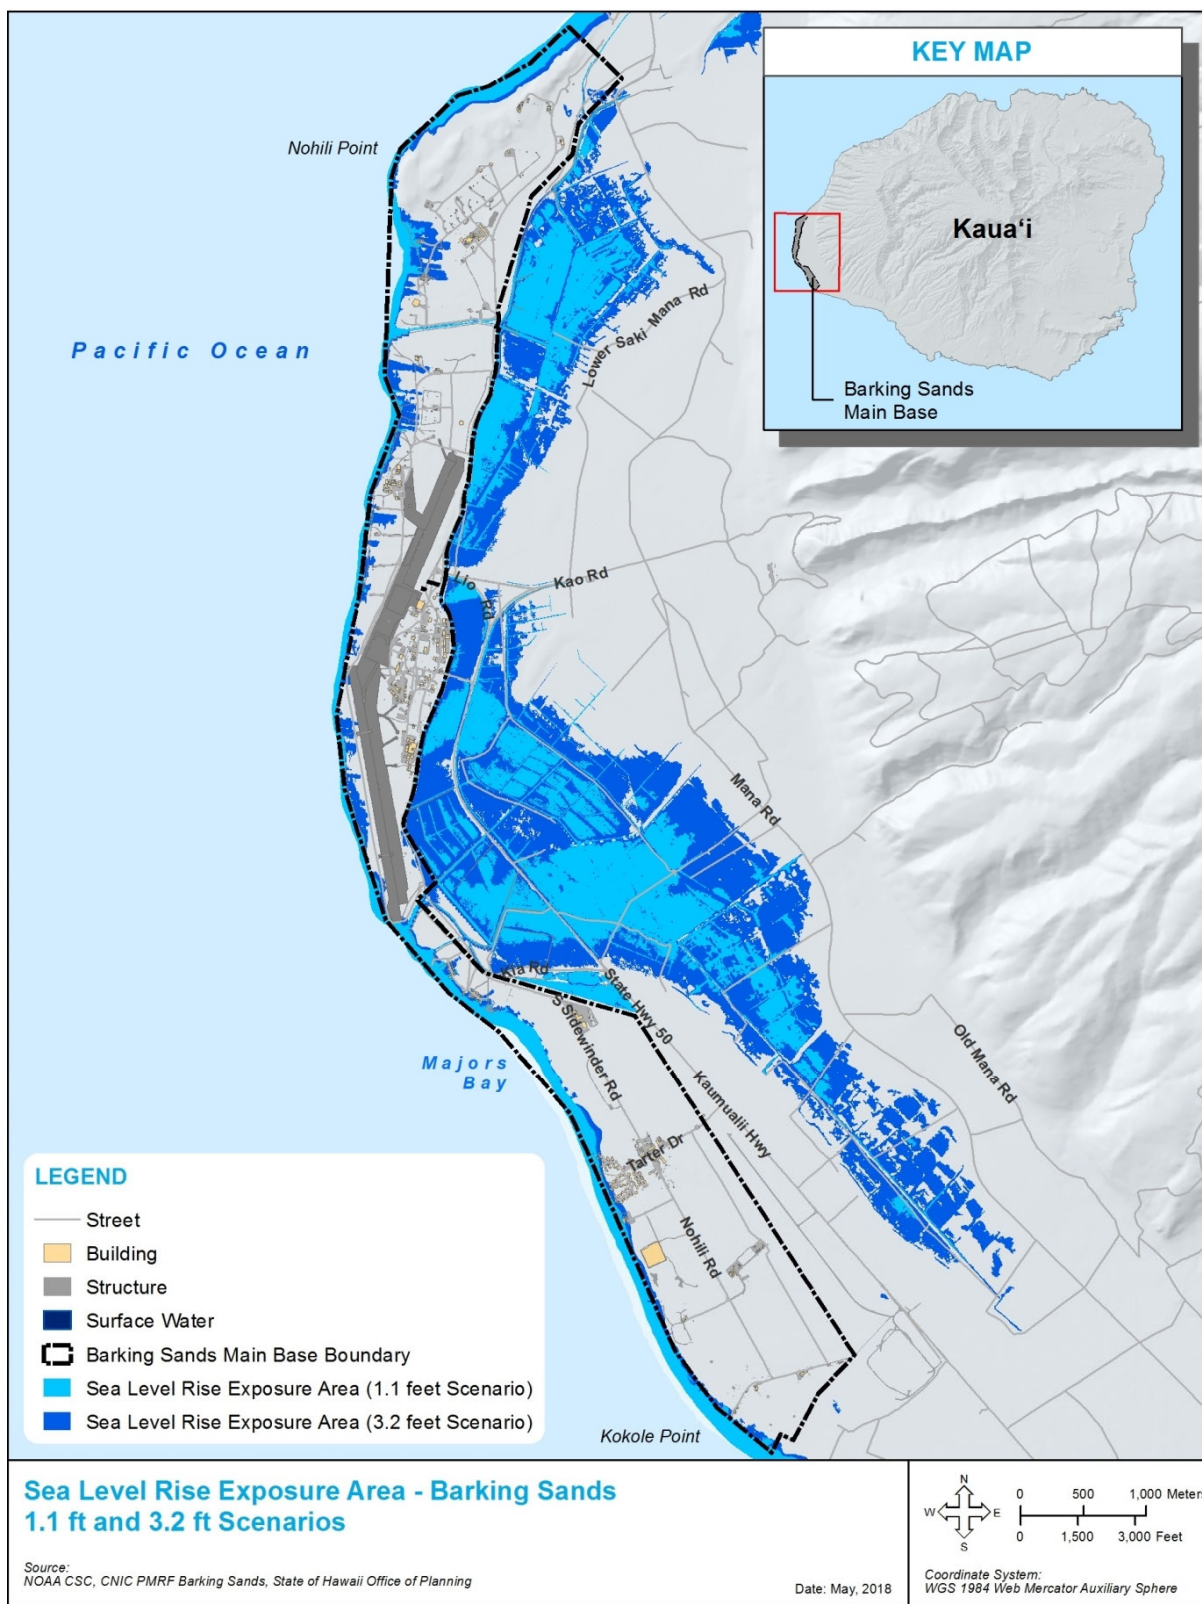 KEY MAP
Kauaʻi
Barking Sands
Main Base
Nohili Point
Pacific Ocean
Lower Saki Mana Rd
Lio Rd
Kao Rd
Mana Rd
Kia Rd
State Hwy 50
S Sidewinder Rd
Old Mana Rd
Majors
Bay
Kaumualii Hwy
Tarter Dr
Nohili Rd
Kokole Point
LEGEND
Street
Building
Structure
Surface Water
Barking Sands Main Base Boundary
Sea Level Rise Exposure Area (1.1 feet Scenario)
Sea Level Rise Exposure Area (3.2 feet Scenario)
Sea Level Rise Exposure Area - Barking Sands
1.1 ft and 3.2 ft Scenarios
Source:
NOAA CSC, CNIC PMRF Barking Sands, State of Hawaii Office of Planning
Date: May, 2018
N
W E
S
0 500 1,000 Meters
0 1,500 3,000 Feet
Coordinate System:
WGS 1984 Web Mercator Auxiliary Sphere